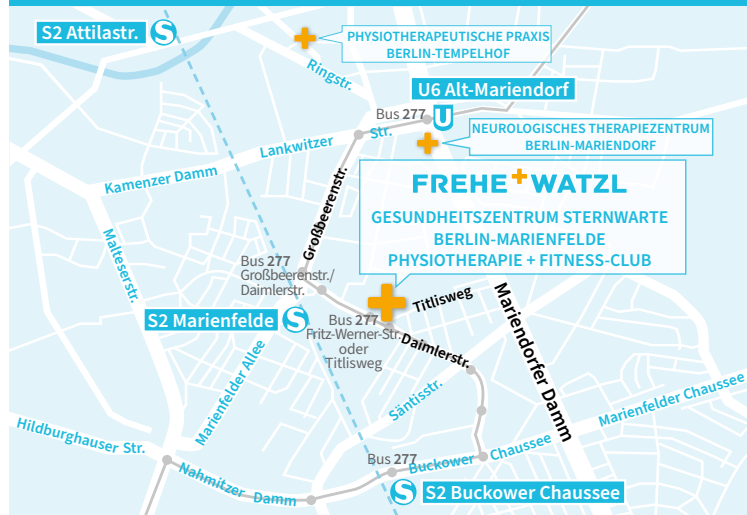 S2 Attilastr. S
PHYSIOTHERAPEUTISCHE PRAXIS
BERLIN-TEMPELHOF
Ringstr.
U6 Alt-Mariendorf
Bus 277 U
Str.
NEUROLOGISCHES THERAPIEZENTRUM
BERLIN-MARIENDORF
Lankwitzer
Kamenzer Damm
FREHE+WATZL
GESUNDHEITSZENTRUM STERNWARTE
BERLIN-MARIENFELDE
PHYSIOTHERAPIE + FITNESS-CLUB
Großbeerenstr.
Malteserstr.
Bus 277
Großbeerenstr./
Daimlerstr.
Titlisweg
Mariendorfer Damm
S2 Marienfelde S
Bus 277
Fritz-Werner-Str.
oder
Titlisweg
Daimlerstr.
Marienfelder Allee
Säntisstr.
Marienfelder Chaussee
Hildburghauser Str.
Bus 277
Buckower Chaussee
Nahmitzer Damm
S S2 Buckower Chaussee